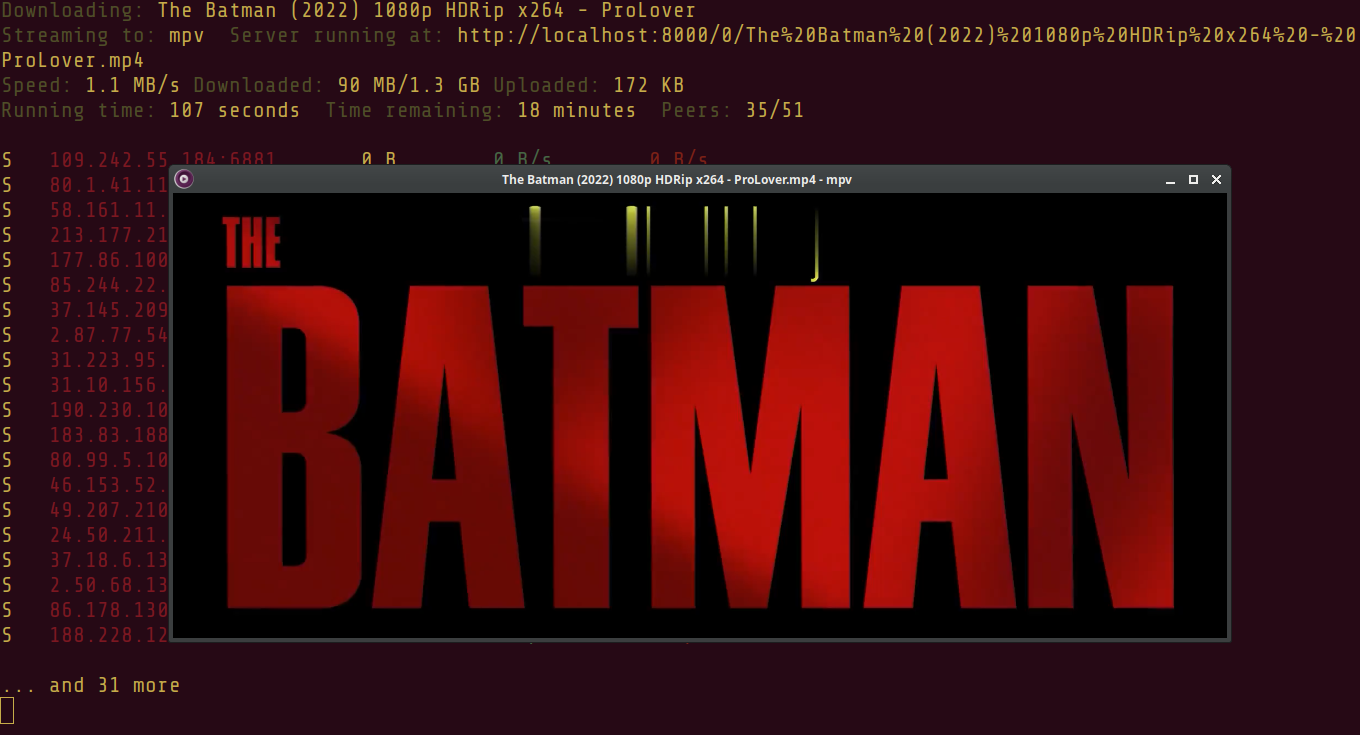 Downloading: The Batman (2022) 1080p HDRip x264 - ProLover
Streaming to: mpv  Server running at: http://localhost:8000/0/The%20Batman%20(2022)%201080p%20HDRip%20x264%20-%20
ProLover.mp4
Speed: 1.1 MB/s Downloaded: 90 MB/1.3 GB Uploaded: 172 KB
Running time: 107 seconds  Time remaining: 18 minutes  Peers: 35/51
S 109.242.55.184:6881 0 B 0 B/s 0 B/s
The Batman (2022) 1080p HDRip x264 - ProLover.mp4 - mpv
S 80.1.41.11
S 58.161.11.
S 213.177.21
S 177.86.100
S 85.244.22.
S 37.145.209
S 2.87.77.54
S 31.223.95.
S 31.10.156.
S 190.230.10
S 183.83.188
S 80.99.5.10
S 46.153.52.
S 49.207.210
S 24.50.211.
S 37.18.6.13
S 2.50.68.13
S 86.178.130
S 188.228.12
THE
BATMAN
... and 31 more